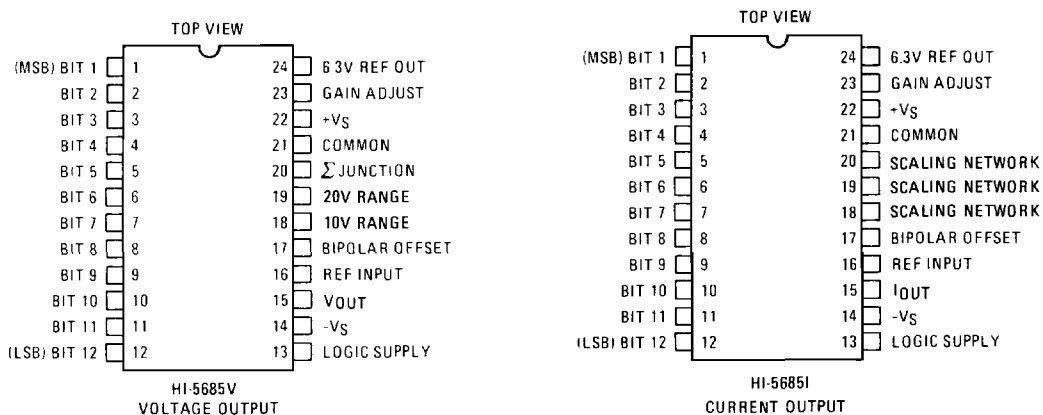 TOP VIEW
(MSB) BIT 1 1 24 6.3V REF OUT
BIT 2 2 23 GAIN ADJUST
BIT 3 3 22 +VS
BIT 4 4 21 COMMON
BIT 5 5 20 Σ JUNCTION
BIT 6 6 19 20V RANGE
BIT 7 7 18 10V RANGE
BIT 8 8 17 BIPOLAR OFFSET
BIT 9 9 16 REF INPUT
BIT 10 10 15 VOUT
BIT 11 11 14 -VS
(LSB) BIT 12 12 13 LOGIC SUPPLY
HI-5685V
VOLTAGE OUTPUT
TOP VIEW
(MSB) BIT 1 1 24 6.3V REF OUT
BIT 2 2 23 GAIN ADJUST
BIT 3 3 22 +VS
BIT 4 4 21 COMMON
BIT 5 5 20 SCALING NETWORK
BIT 6 6 19 SCALING NETWORK
BIT 7 7 18 SCALING NETWORK
BIT 8 8 17 BIPOLAR OFFSET
BIT 9 9 16 REF INPUT
BIT 10 10 15 IOUT
BIT 11 11 14 -VS
(LSB) BIT 12 12 13 LOGIC SUPPLY
HI-5685I
CURRENT OUTPUT